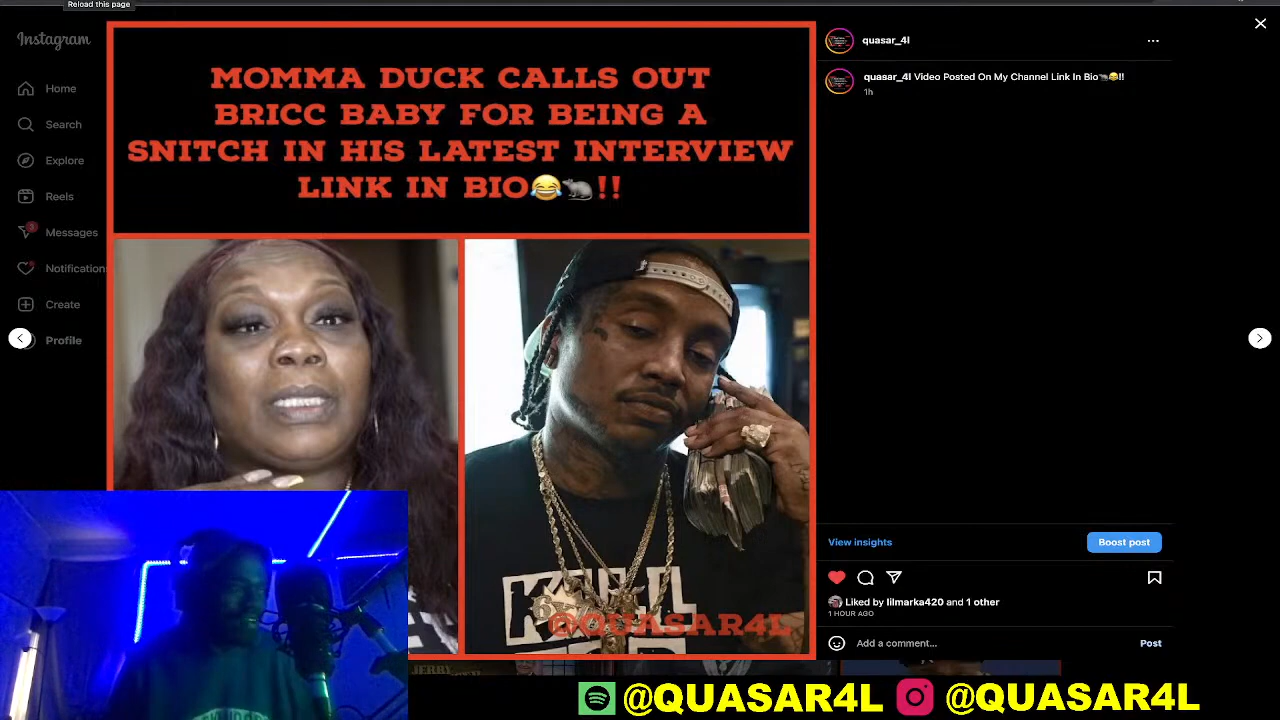 Reload this page
Instagram
Home
Search
Explore
Reels
3
Messages
Notifications
Create
Profile
MOMMA DUCK CALLS OUT
BRICC BABY FOR BEING A
SNITCH IN HIS LATEST INTERVIEW
LINK IN BIO😂🐀!!
@QUASAR4L
quasar_4l
quasar_4l Video Posted On My Channel Link In Bio🐀😂!!
1h
View insights
Boost post
Liked by lilmarka420 and 1 other
1 HOUR AGO
Add a comment...
Post
@QUASAR4L
@QUASAR4L